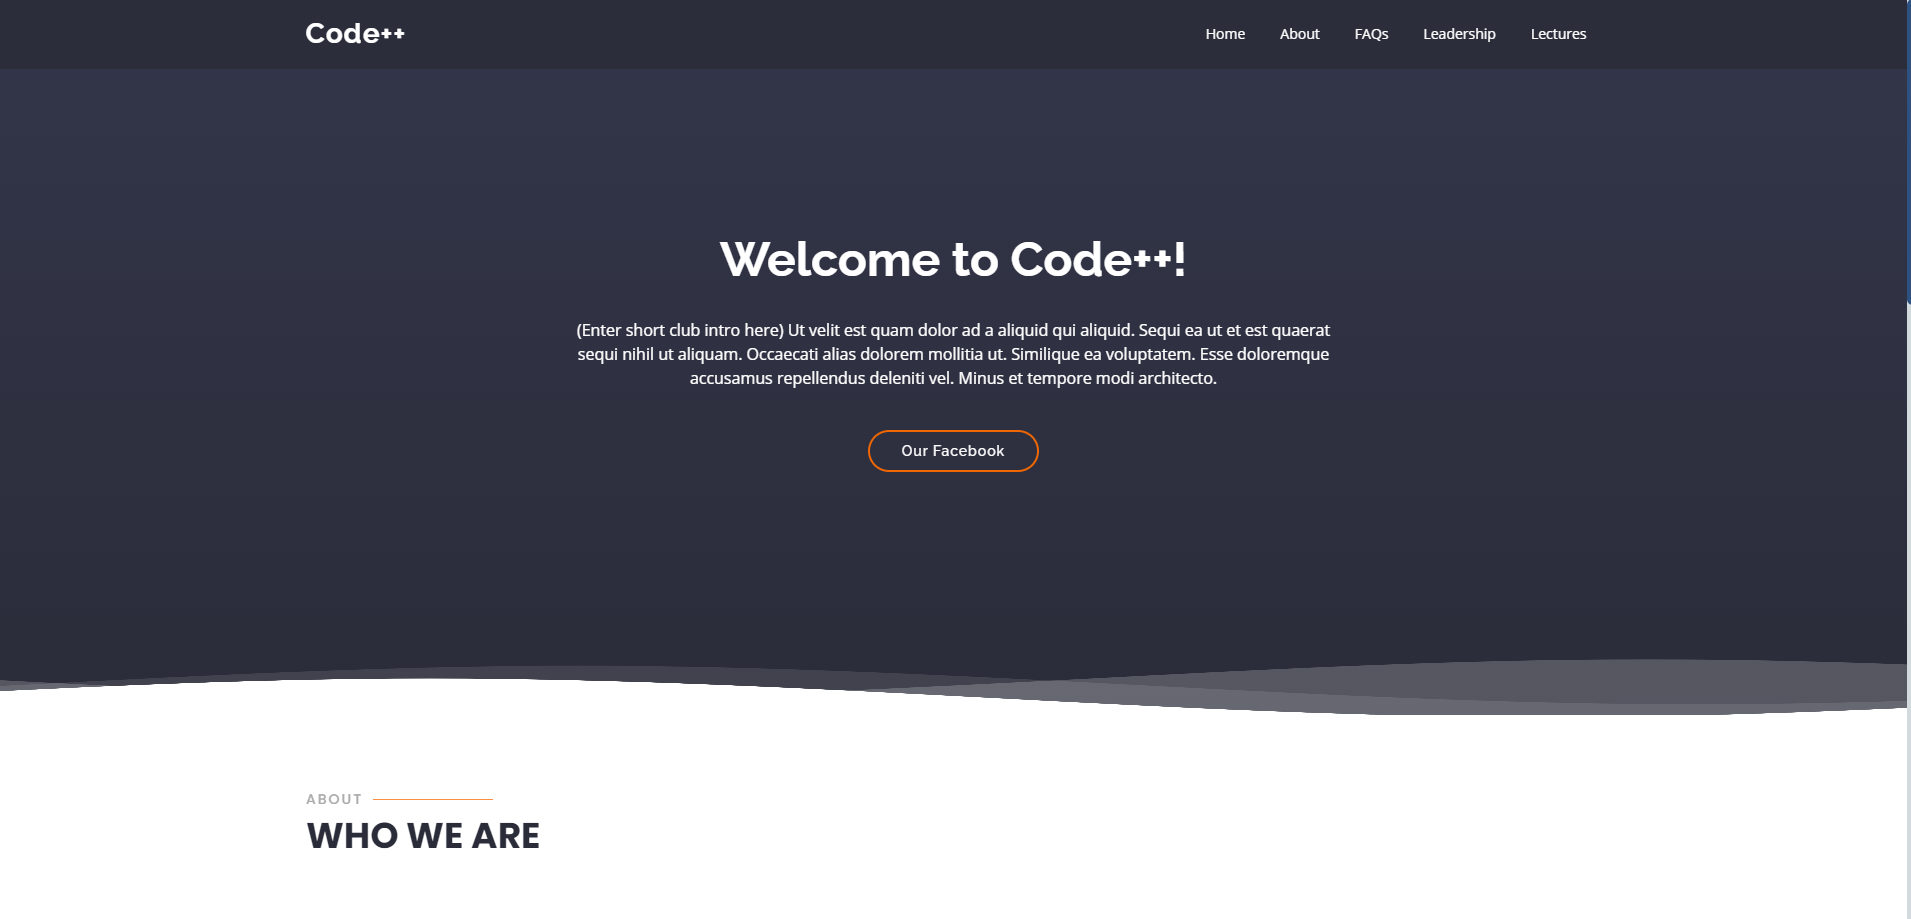 Code++
Home About FAQs Leadership Lectures
Welcome to Code++!
(Enter short club intro here) Ut velit est quam dolor ad a aliquid qui aliquid. Sequi ea ut et est quaerat
sequi nihil ut aliquam. Occaecati alias dolorem mollitia ut. Similique ea voluptatem. Esse doloremque
accusamus repellendus deleniti vel. Minus et tempore modi architecto.
Our Facebook
ABOUT
WHO WE ARE